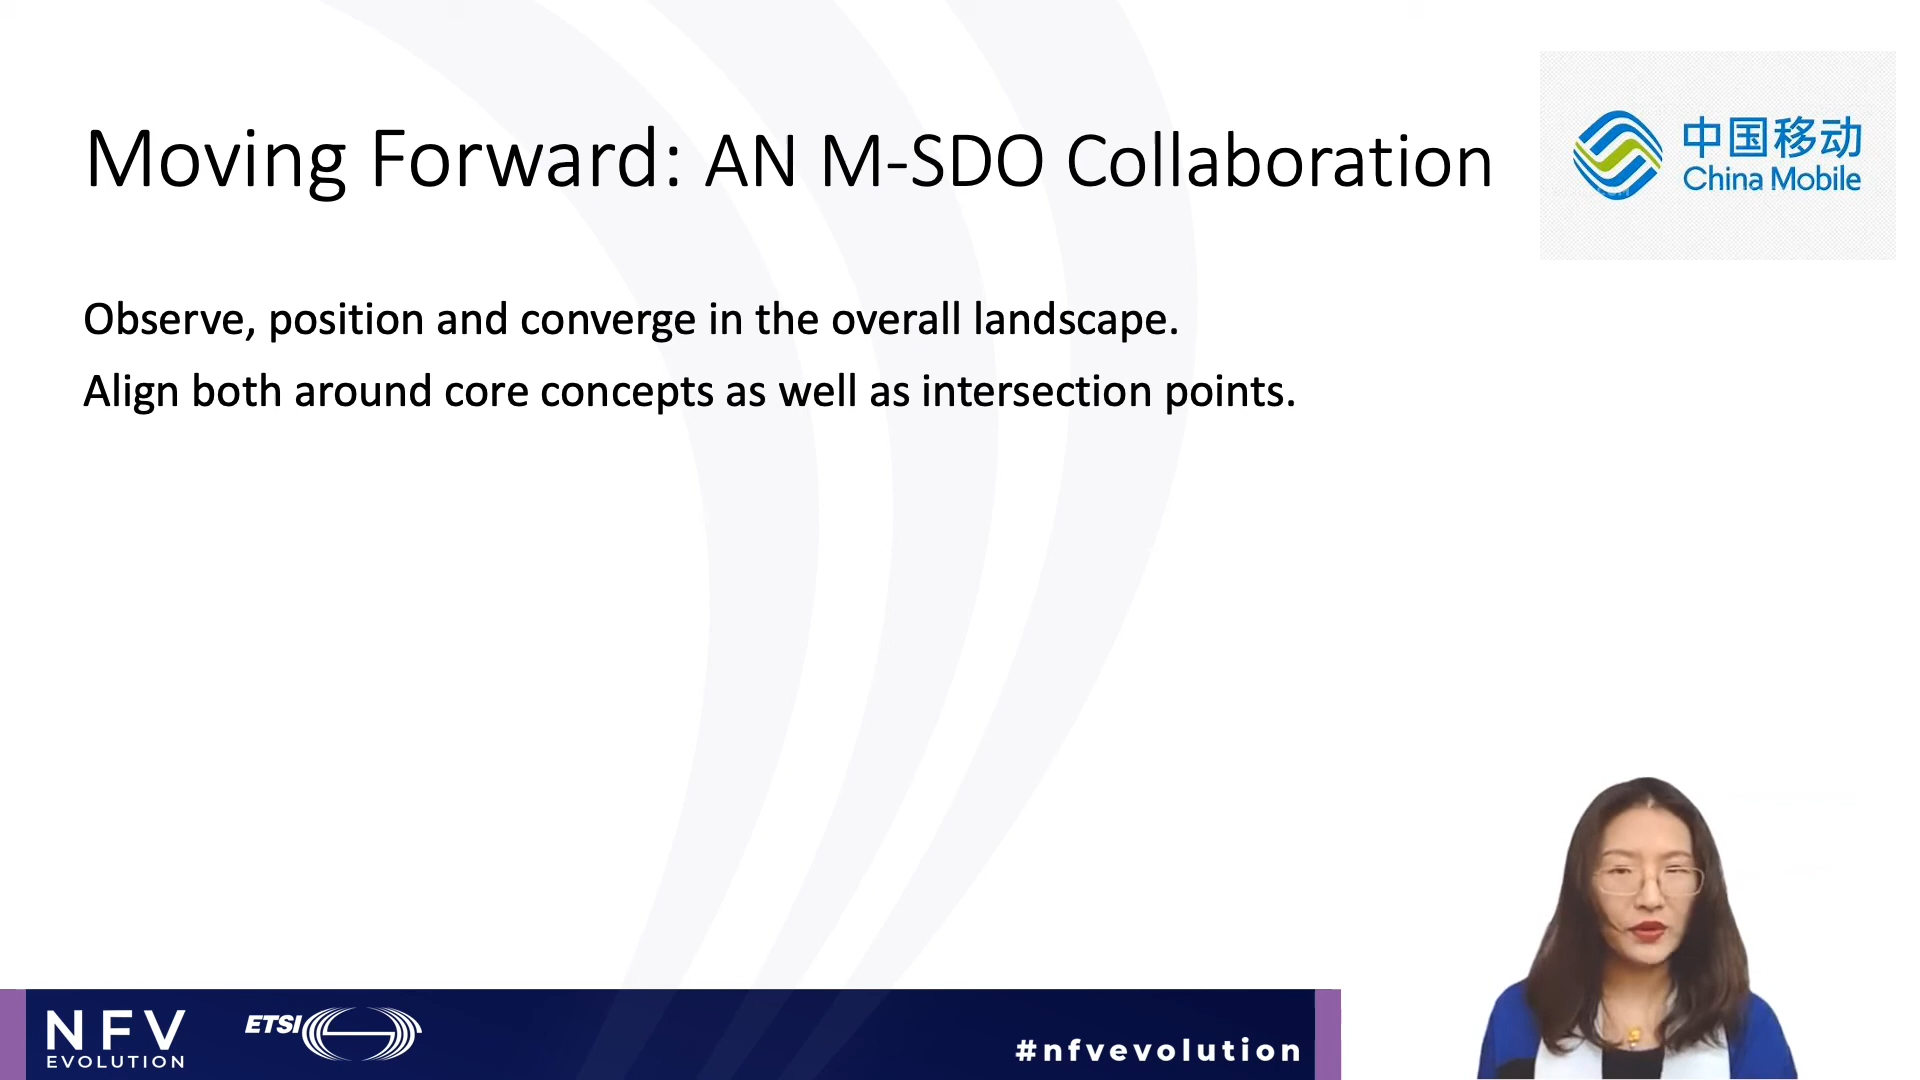 Moving Forward: AN M-SDO Collaboration
中国移动
China Mobile
Observe, position and converge in the overall landscape.
Align both around core concepts as well as intersection points.
NFV
EVOLUTION
ETSI
#nfvevolution